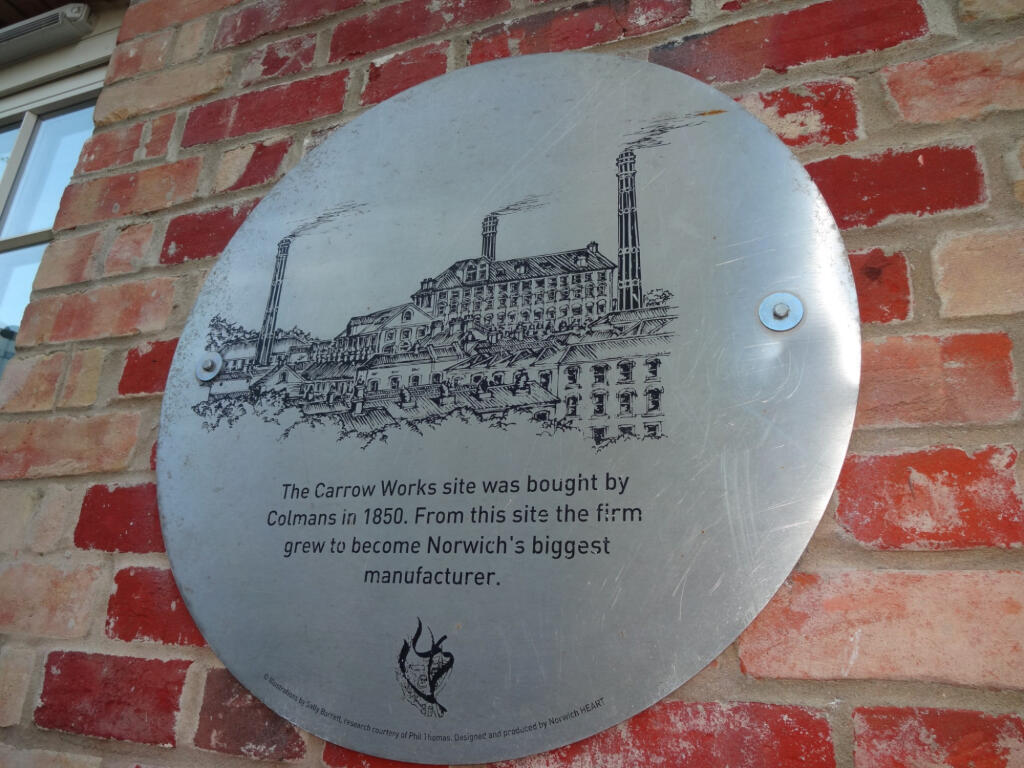 The Carrow Works site was bought by
Colmans in 1850. From this site the firm
grew to become Norwich's biggest
manufacturer.
© Illustrations by Sally Burrett, research courtesy of Phil Thomas. Designed and produced by Norwich HEART